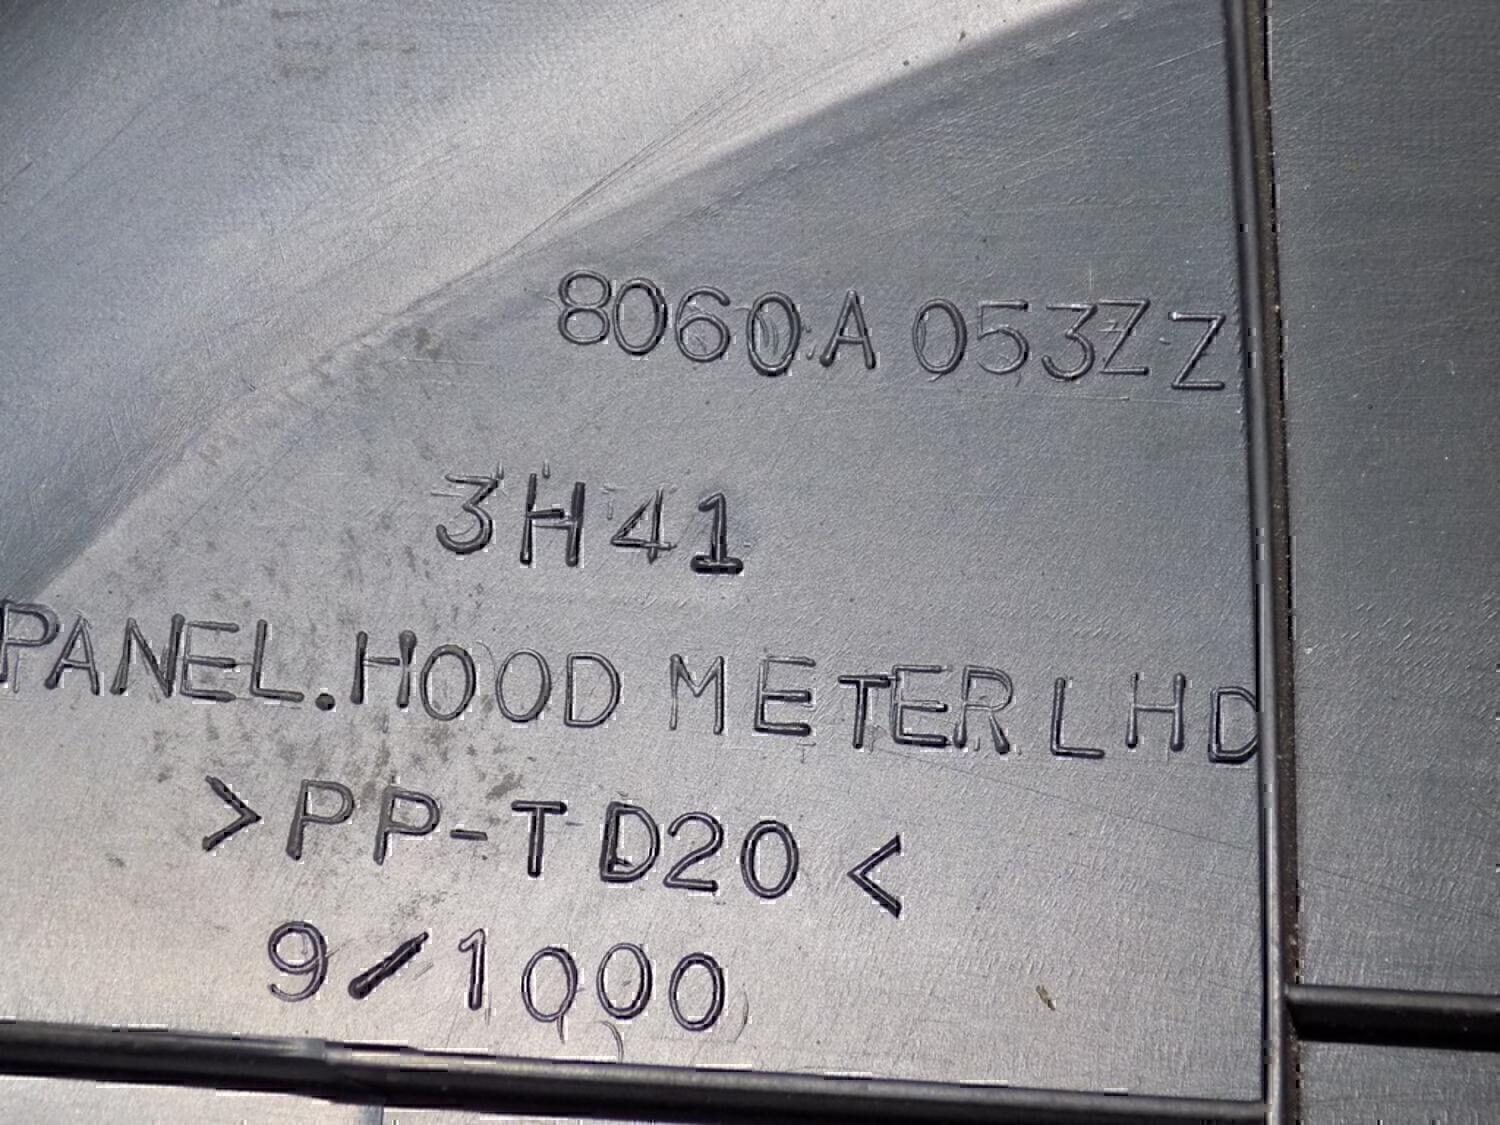 8060A053ZZ
3H41
PANEL.HOOD METER LHD
>PP-TD20<
9/1000